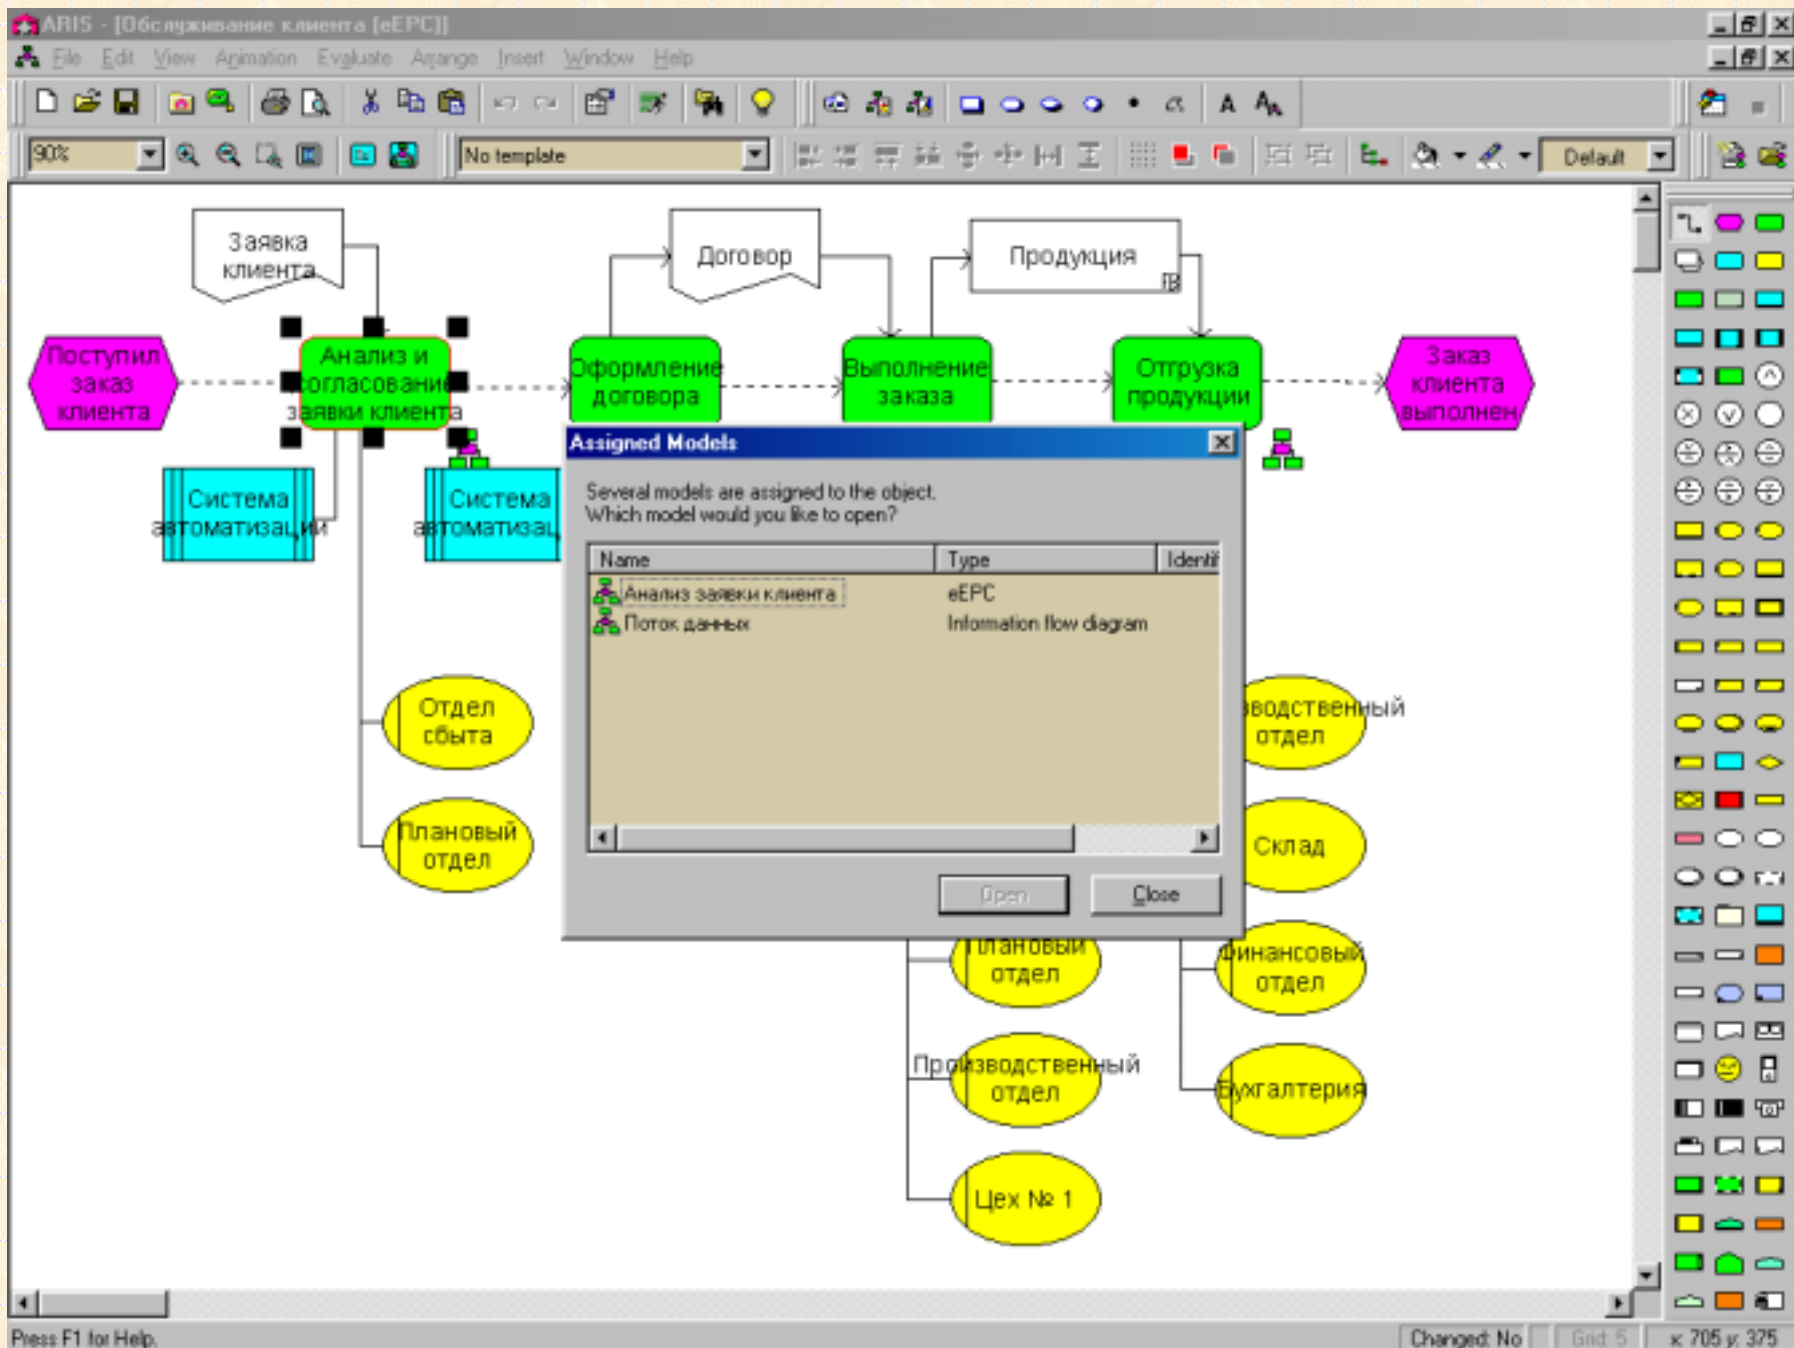 ARIS - [Обслуживание клиента (eEPC)]
File Edit View Animation Evaluate Arrange Insert Window Help
90%
No template
Default
Заявка
клиента
Договор
Продукция
Поступил
заказ
клиента
Анализ и
согласование
заявки клиента
Оформление
договора
Выполнение
заказа
Отгрузка
продукции
Заказ
клиента
выполнен
Система
автоматизации
Система
автоматизац
Assigned Models
Several models are assigned to the object.
Which model would you like to open?
Name Type Identif
Анализ заявки клиента eEPC
Поток данных Information flow diagram
Open Close
Отдел
сбыта
Плановый
отдел
зводственный
отдел
Склад
Плановый
отдел
Финансовый
отдел
Производственный
отдел
Бухгалтерия
Цех № 1
Press F1 for Help.
Changed: No Grid: 5 x: 705 y: 375